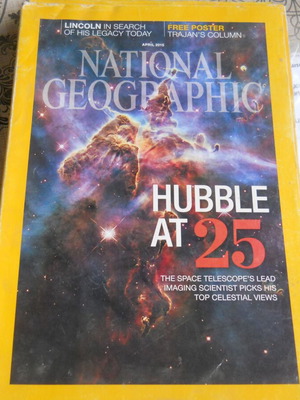 LINCOLN IN SEARCH
OF HIS LEGACY TODAY
FREE POSTER
TRAJAN'S COLUMN
APRIL 2015
NATIONAL
GEOGRAPHIC
HUBBLE
AT 25
THE SPACE TELESCOPE'S LEAD
IMAGING SCIENTIST PICKS HIS
TOP CELESTIAL VIEWS